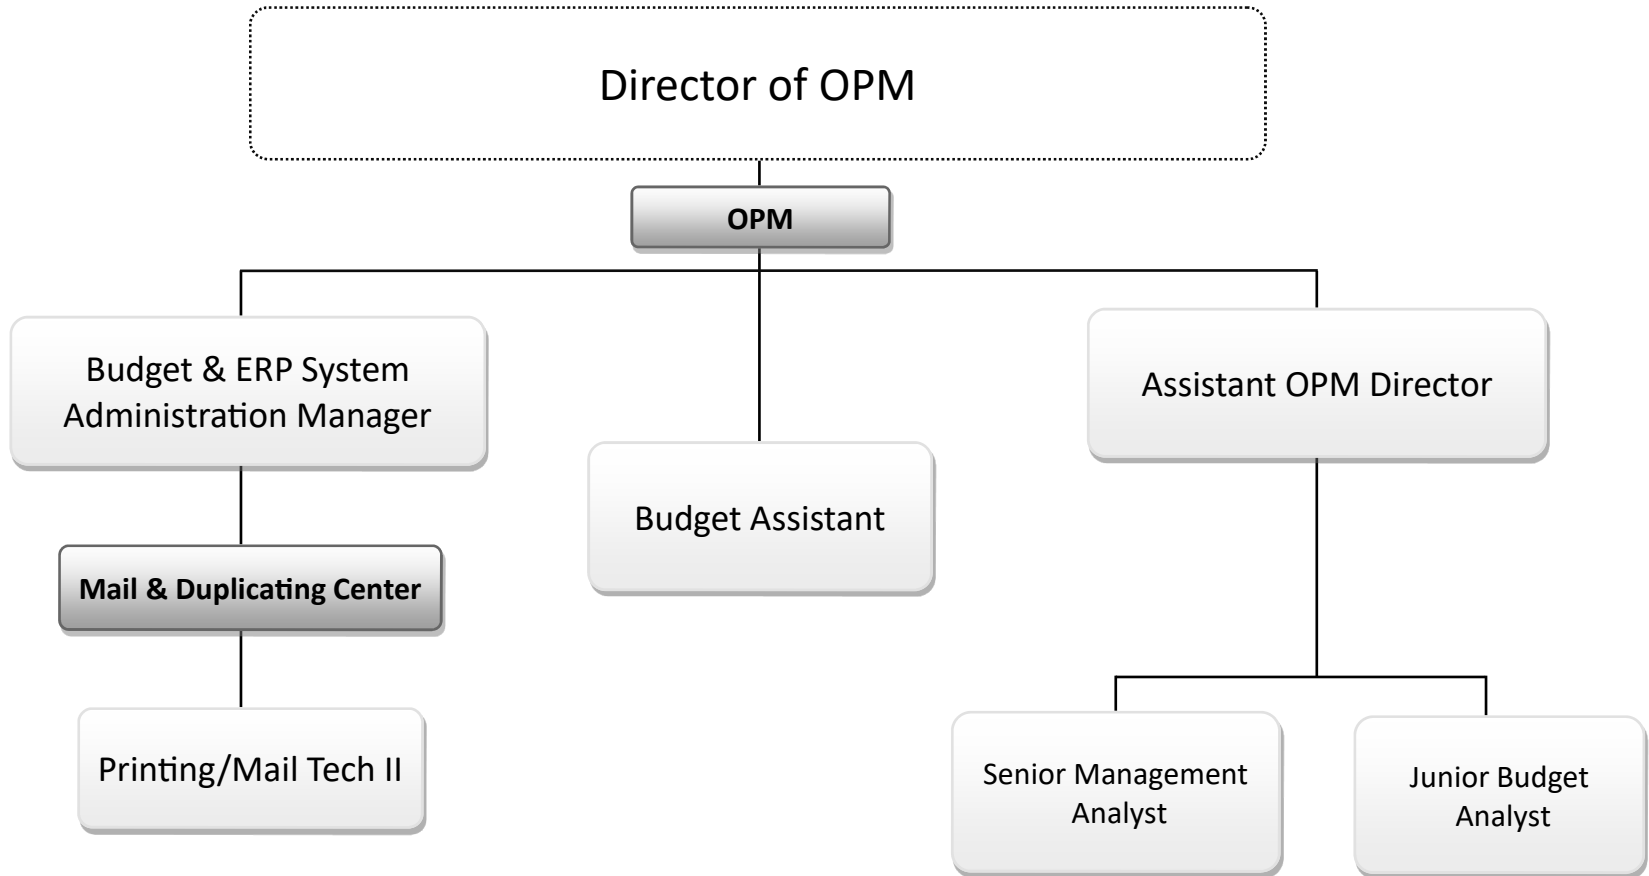 Director of OPM
OPM
Budget & ERP System
Administration Manager
Assistant OPM Director
Budget Assistant
Mail & Duplicating Center
Printing/Mail Tech II
Senior Management
Analyst
Junior Budget
Analyst